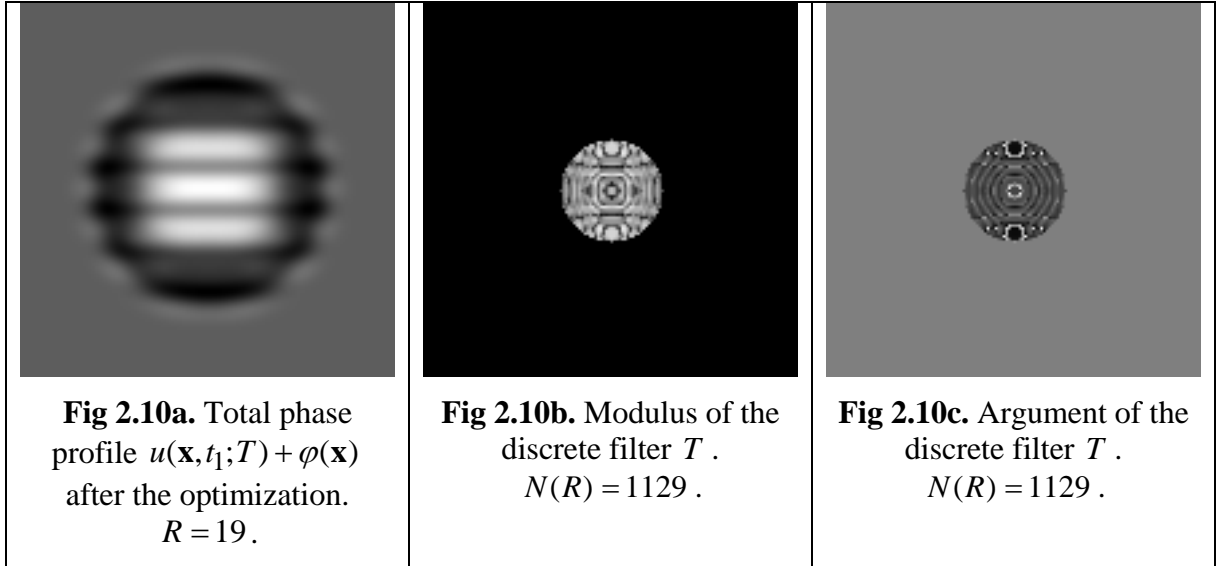 Fig 2.10a. Total phase
profile u(x,t₁;T)+φ(x)
after the optimization.
R = 19.
Fig 2.10b. Modulus of the
discrete filter T .
N(R) = 1129 .
Fig 2.10c. Argument of the
discrete filter T .
N(R) = 1129 .